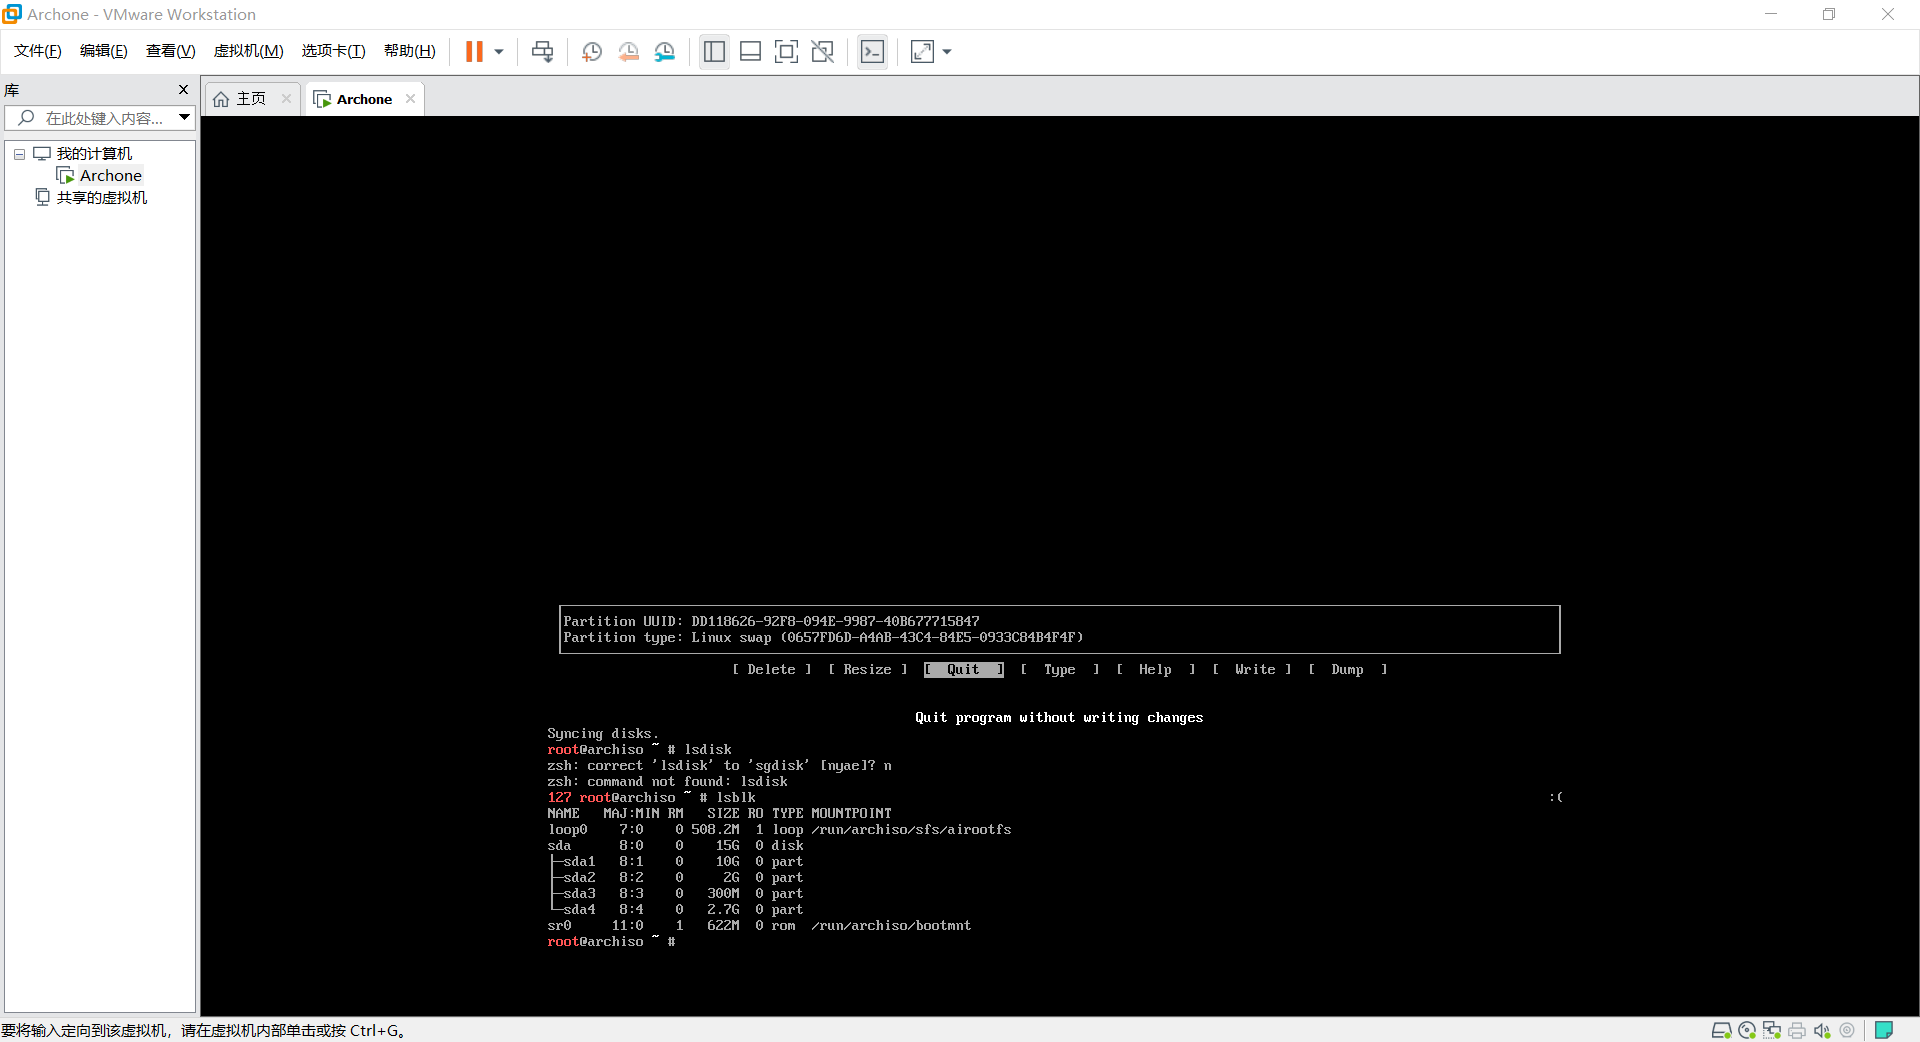 Archone - VMware Workstation
文件(F) 编辑(E) 查看(V) 虚拟机(M) 选项卡(T) 帮助(H)
库
在此处键入内容...
我的计算机
Archone
共享的虚拟机
主页
Archone
Partition UUID: DD118626-92F8-094E-9987-40B677715847
Partition type: Linux swap (0657FD6D-A4AB-43C4-84E5-0933C84B4F4F)
[ Delete ] [ Resize ] [ Quit ] [ Type ] [ Help ] [ Write ] [ Dump ]
Quit program without writing changes
Syncing disks.
root@archiso ~ # lsdisk
zsh: correct 'lsdisk' to 'sgdisk' [nyae]? n
zsh: command not found: lsdisk
127 root@archiso ~ # lsblk :(
NAME MAJ:MIN RM SIZE RO TYPE MOUNTPOINT
loop0 7:0 0 508.2M 1 loop /run/archiso/sfs/airootfs
sda 8:0 0 15G 0 disk
├─sda1 8:1 0 10G 0 part
├─sda2 8:2 0 2G 0 part
├─sda3 8:3 0 300M 0 part
└─sda4 8:4 0 2.7G 0 part
sr0 11:0 1 622M 0 rom /run/archiso/bootmnt
root@archiso ~ #
要将输入定向到该虚拟机，请在虚拟机内部单击或按 Ctrl+G。